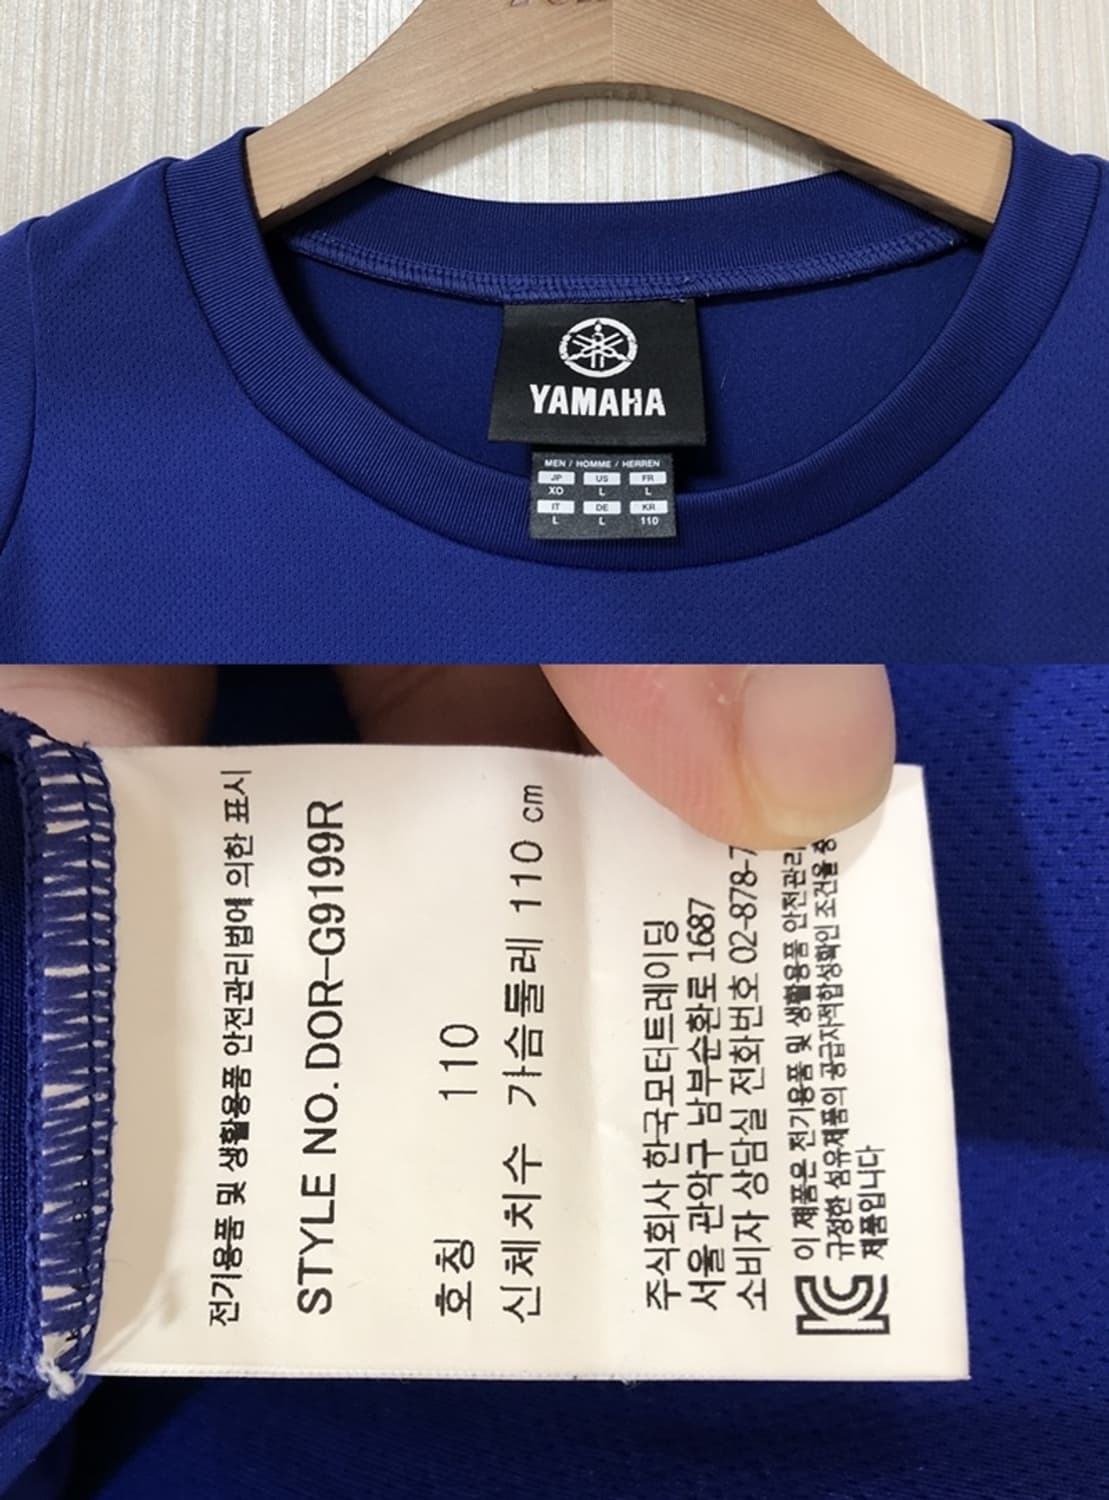 YAMAHA
MEN / HOMME / HERREN
JP US FR
XO L L
IT DE KR
L L 110
전기용품 및 생활용품 안전관리법에 의한 표시
STYLE NO. DOR-G9199R
호칭 110
신체치수 가슴둘레 110 cm
주식회사 한국모터트레이딩
서울 관악구 남부순환로 1687
소비자 상담실 전화번호 02-878-7
이 제품은 전기용품 및 생활용품 안전관리
규정한 섬유제품의 공급자적합성확인 조건을
제품입니다